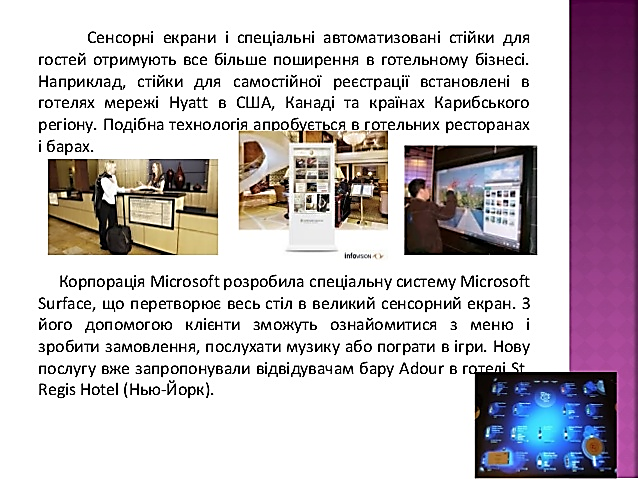 Сенсорні екрани і спеціальні автоматизовані стійки для
гостей отримують все більше поширення в готельному бізнесі.
Наприклад, стійки для самостійної реєстрації встановлені в
готелях мережі Hyatt в США, Канаді та країнах Карибського
регіону. Подібна технологія апробується в готельних ресторанах
і барах.
infoVISION
Корпорація Microsoft розробила спеціальну систему Microsoft
Surface, що перетворює весь стіл в великий сенсорний екран. З
його допомогою клієнти зможуть ознайомитися з меню і
зробити замовлення, послухати музику або пограти в ігри. Нову
послугу вже запропонували відвідувачам бару Adour в готелі St.
Regis Hotel (Нью-Йорк).